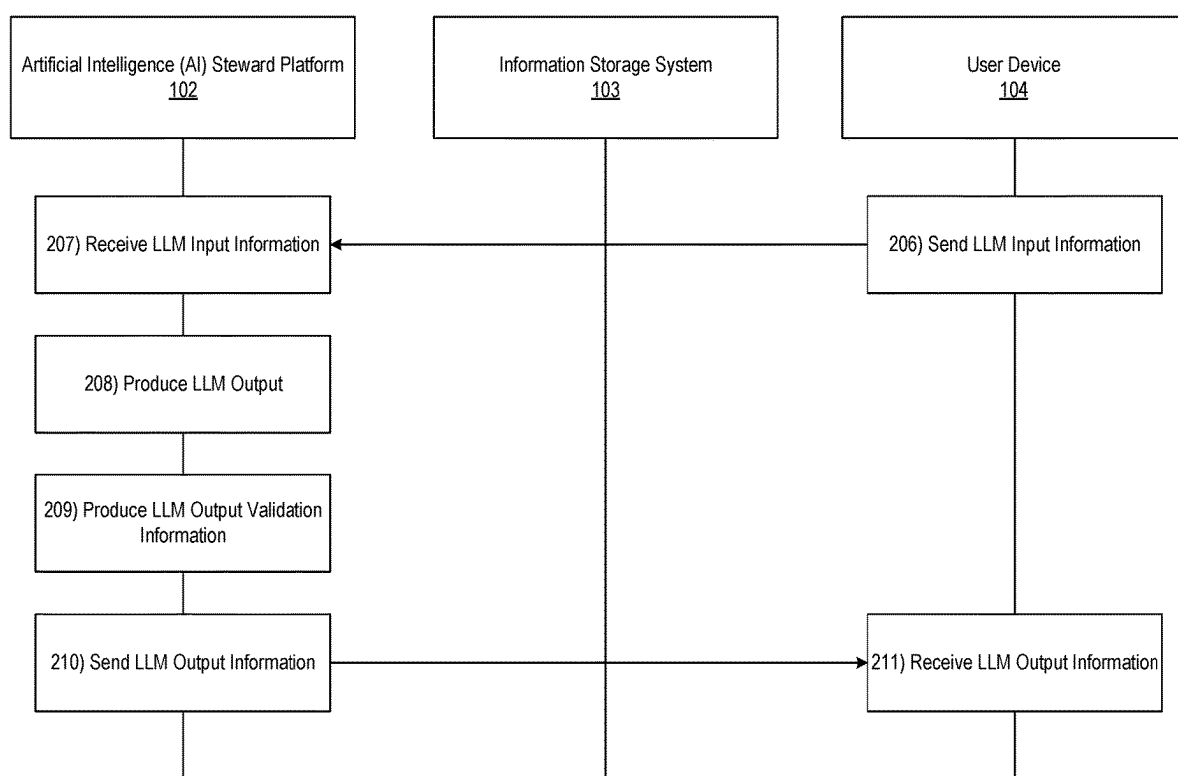 Artificial Intelligence (AI) Steward Platform
102
Information Storage System
103
User Device
104
207) Receive LLM Input Information
206) Send LLM Input Information
208) Produce LLM Output
209) Produce LLM Output Validation
Information
210) Send LLM Output Information
211) Receive LLM Output Information